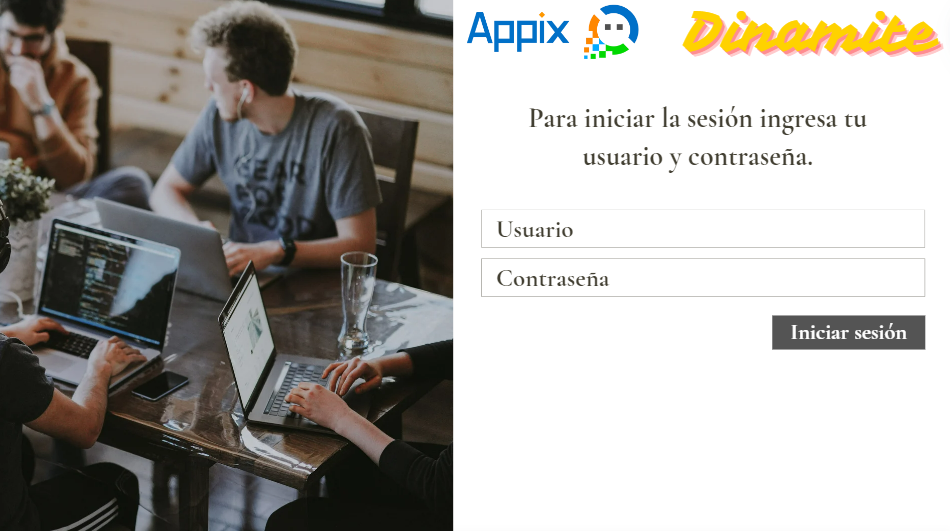 Appix
Dinamite
Para iniciar la sesión ingresa tu
usuario y contraseña.
Usuario
Contraseña
Iniciar sesión